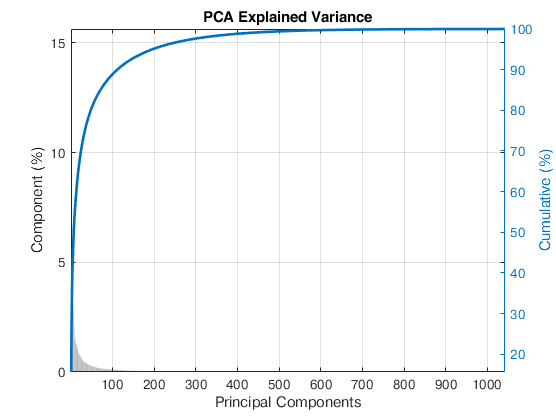 PCA Explained Variance
15
10
5
0
Component (%)
100
90
80
70
60
50
40
30
20
Cumulative (%)
100 200 300 400 500 600 700 800 900 1000
Principal Components